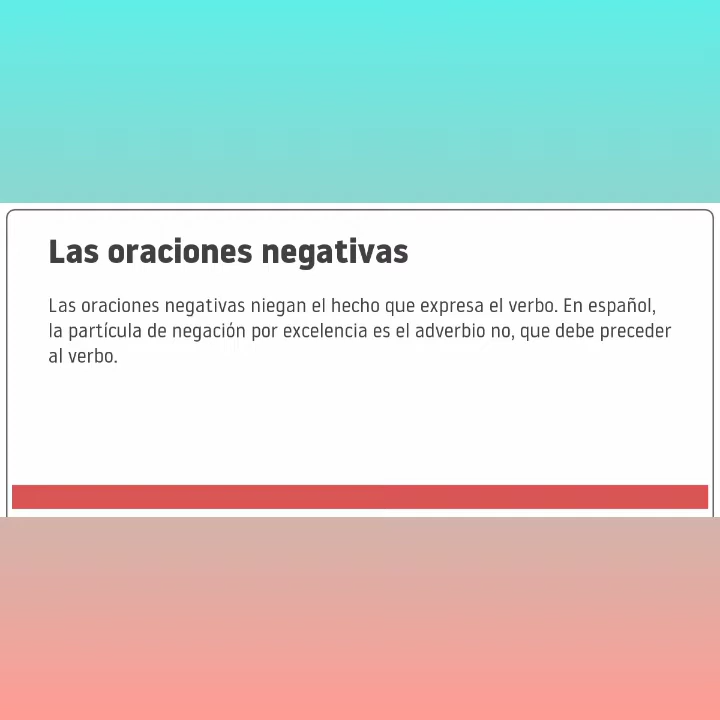 Las oraciones negativas
Las oraciones negativas niegan el hecho que expresa el verbo. En español,
la partícula de negación por excelencia es el adverbio no, que debe preceder
al verbo.